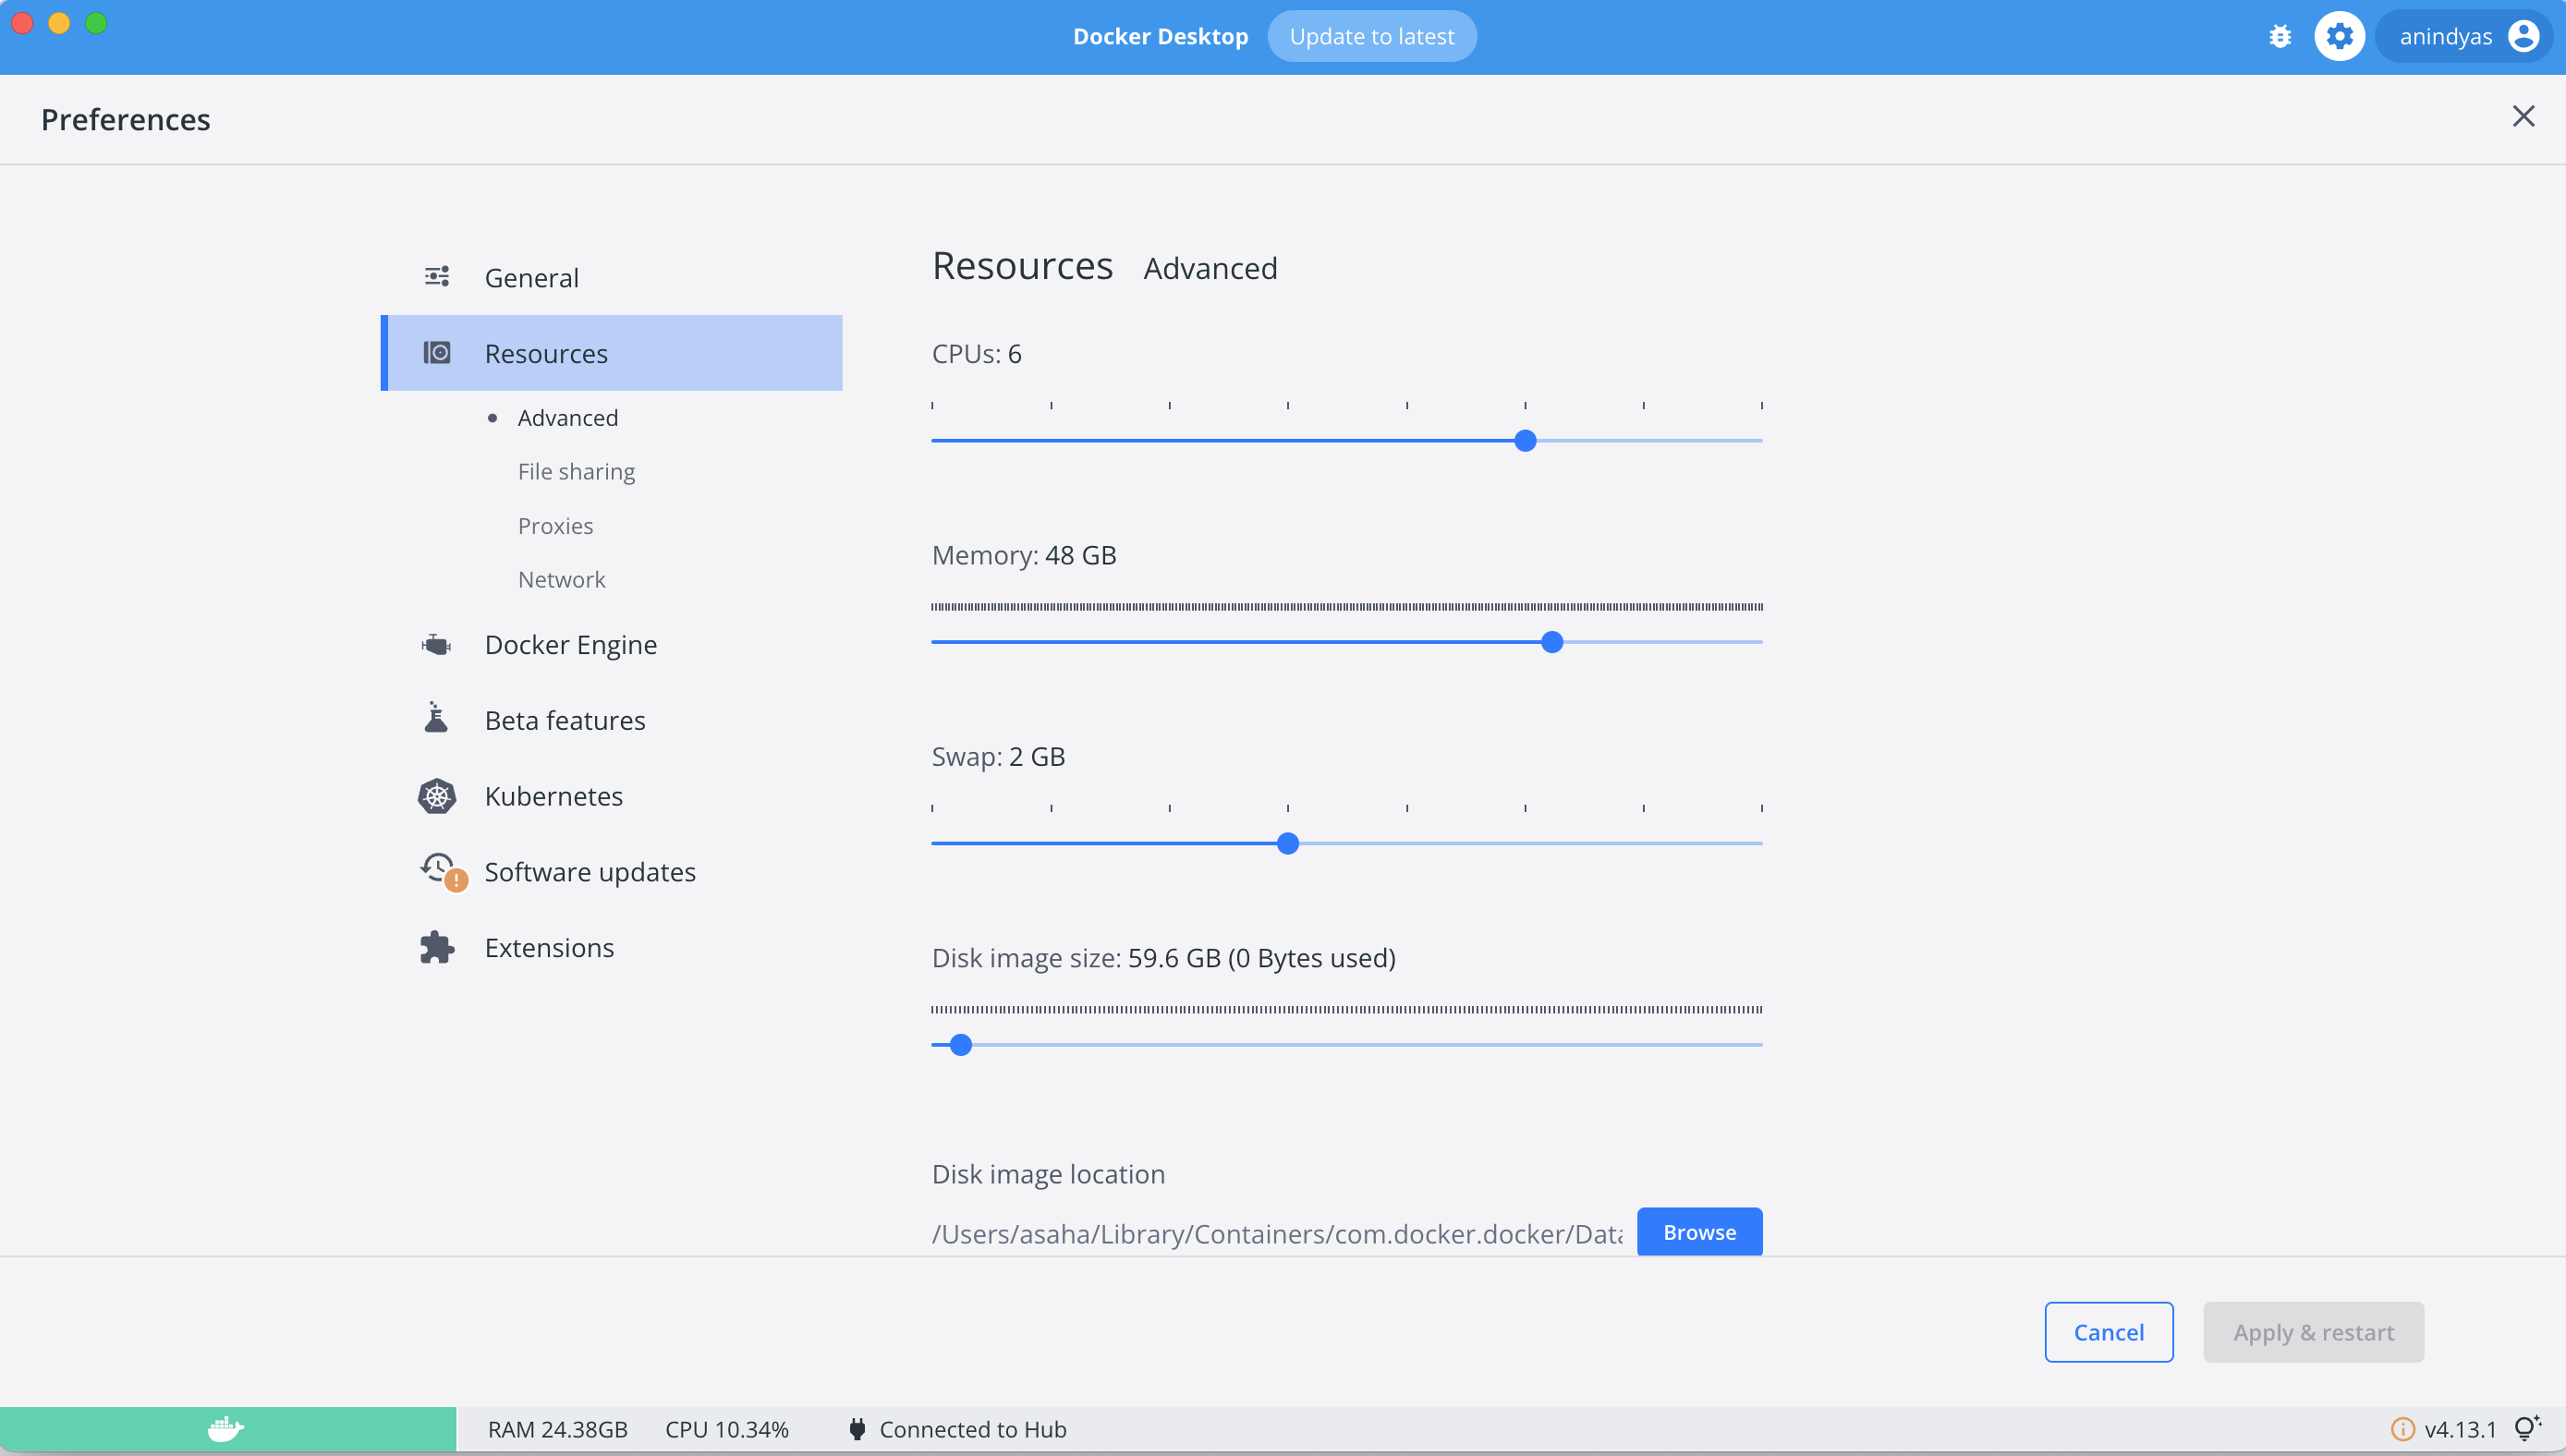 Docker Desktop
Update to latest
anindyas
Preferences
General
Resources
Advanced
File sharing
Proxies
Network
Docker Engine
Beta features
Kubernetes
Software updates
Extensions
Resources Advanced
CPUs: 6
Memory: 48 GB
Swap: 2 GB
Disk image size: 59.6 GB (0 Bytes used)
Disk image location
/Users/asaha/Library/Containers/com.docker.docker/Data
Browse
Cancel
Apply & restart
RAM 24.38GB
CPU 10.34%
Connected to Hub
v4.13.1